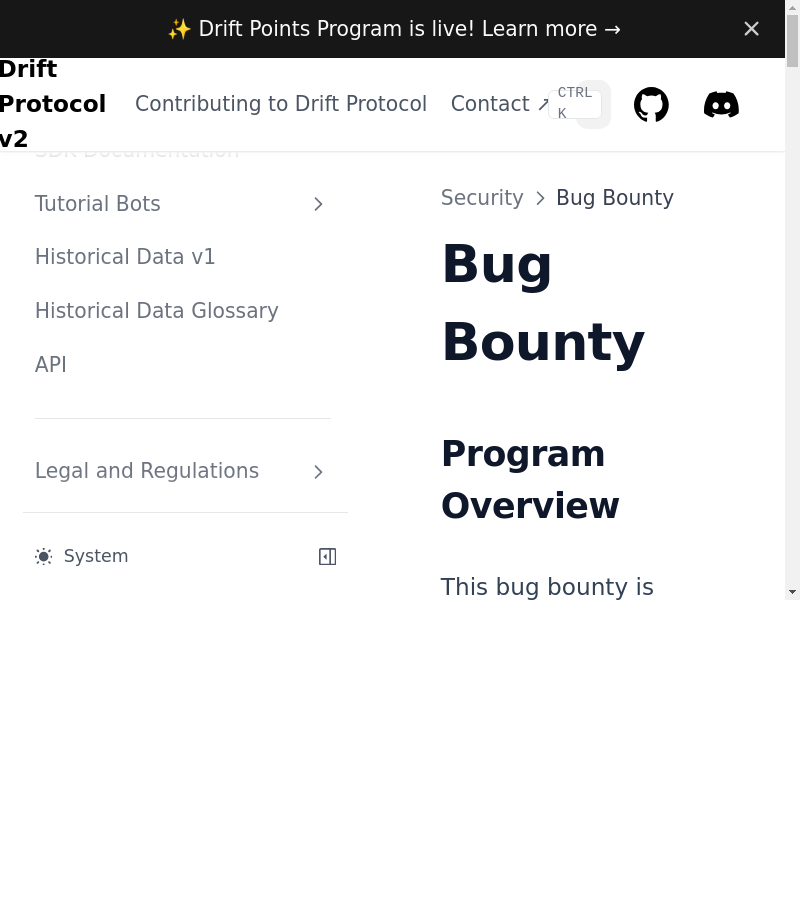 ✨ Drift Points Program is live! Learn more →
Drift
Protocol
v2
Contributing to Drift Protocol
Contact ↗
CTRL
K
SDK Documentation
Tutorial Bots
Historical Data v1
Historical Data Glossary
API
Legal and Regulations
System
Security > Bug Bounty
Bug
Bounty
Program
Overview
This bug bounty is